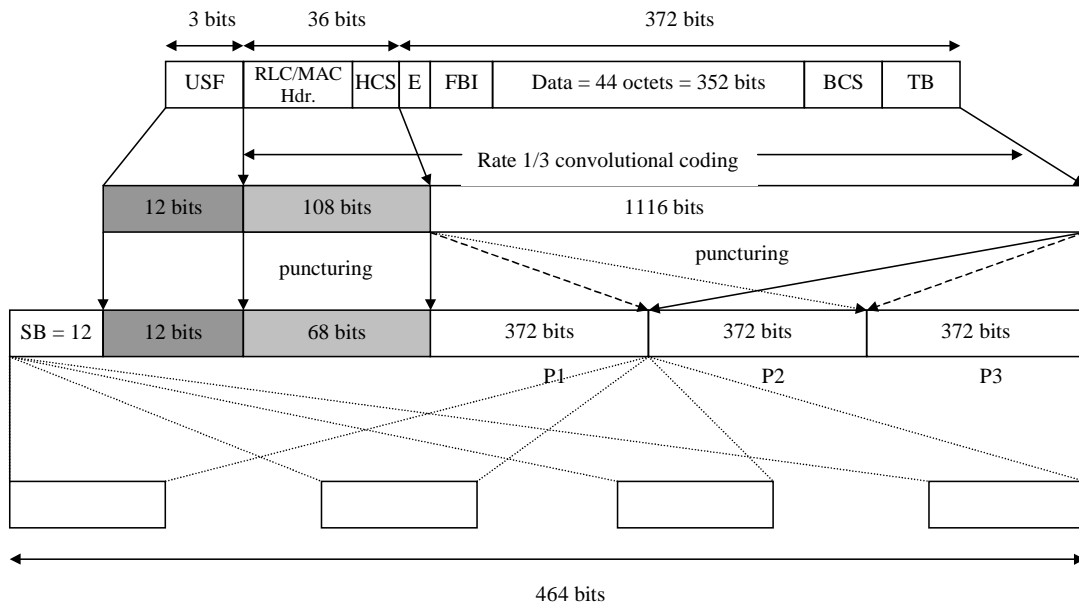 3 bits
36 bits
372 bits
USF
RLC/MAC
Hdr.
HCS
E
FBI
Data = 44 octets = 352 bits
BCS
TB
Rate 1/3 convolutional coding
12 bits
108 bits
1116 bits
puncturing
puncturing
SB = 12
12 bits
68 bits
372 bits
372 bits
372 bits
P1
P2
P3
464 bits